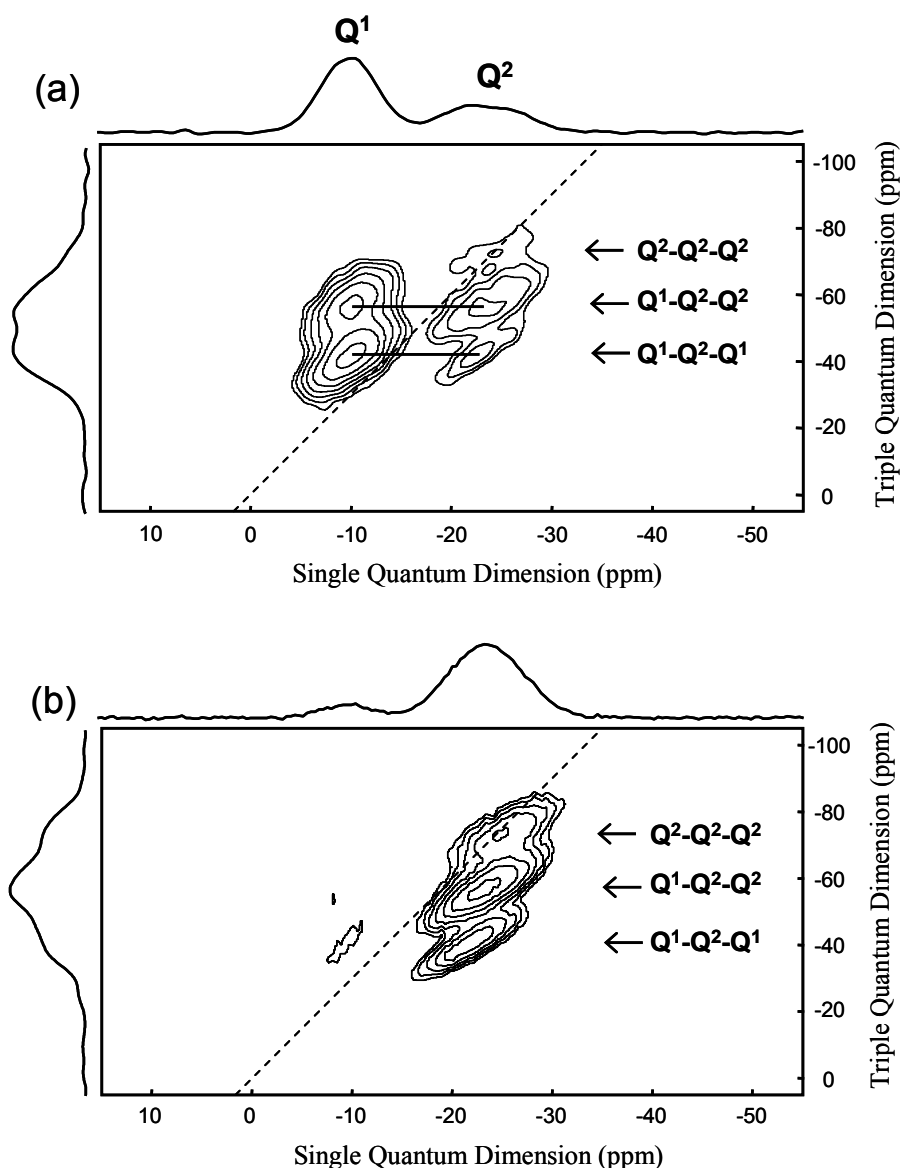 Q¹
(a)
Q²
-100
-80
Q²-Q²-Q²
-60
Q¹-Q²-Q²
-40
Q¹-Q²-Q¹
-20
0
Triple Quantum Dimension (ppm)
10 0 -10 -20 -30 -40 -50
Single Quantum Dimension (ppm)
(b)
-100
-80
Q²-Q²-Q²
-60
Q¹-Q²-Q²
-40
Q¹-Q²-Q¹
-20
0
Triple Quantum Dimension (ppm)
10 0 -10 -20 -30 -40 -50
Single Quantum Dimension (ppm)